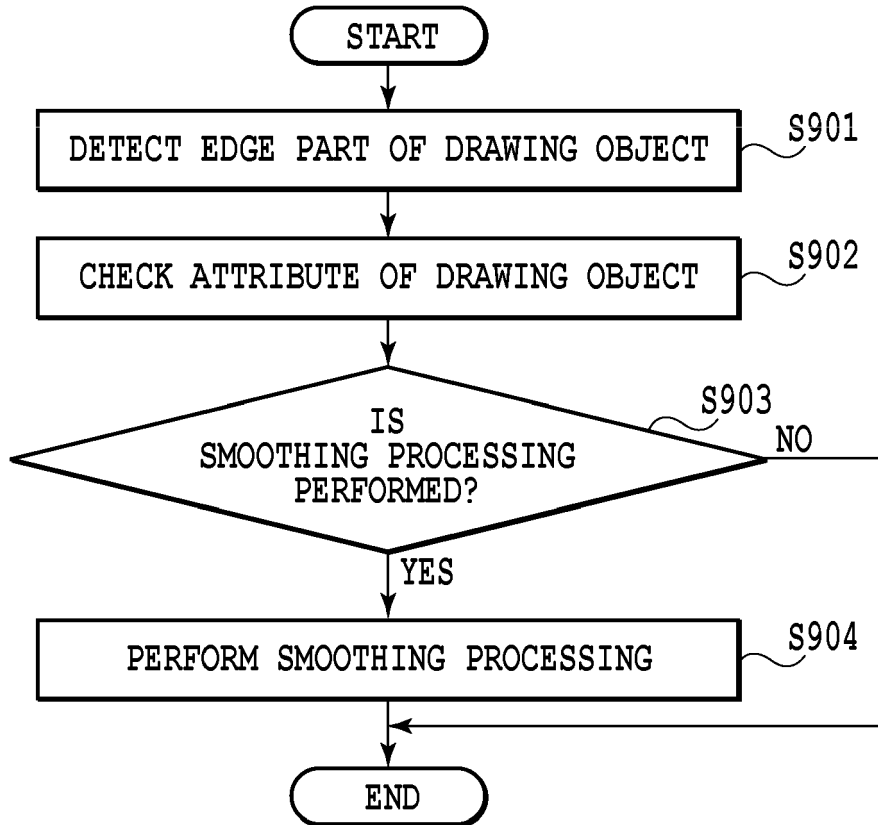 START
DETECT EDGE PART OF DRAWING OBJECT
S901
CHECK ATTRIBUTE OF DRAWING OBJECT
S902
IS
SMOOTHING PROCESSING
PERFORMED?
S903
NO
YES
PERFORM SMOOTHING PROCESSING
S904
END